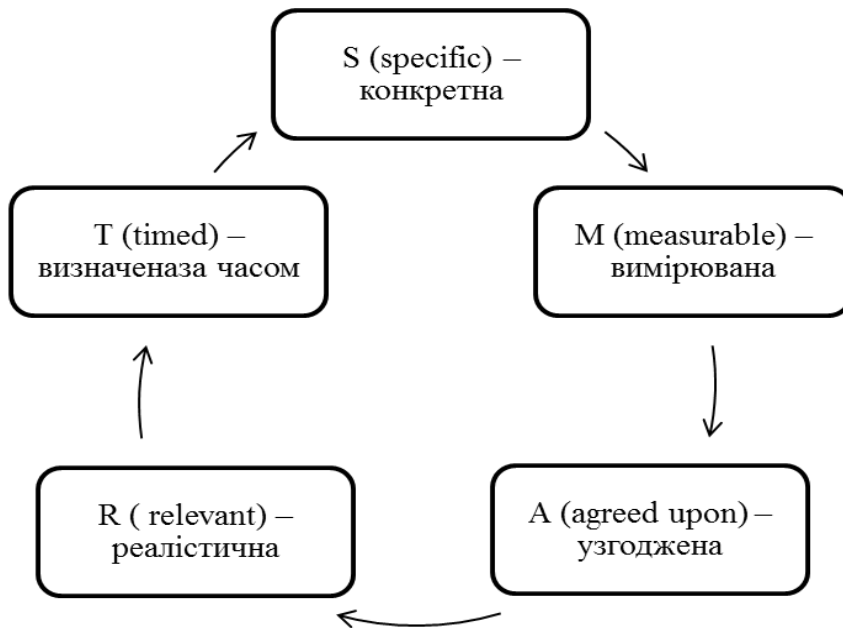 S (specific) –
конкретна
M (measurable) –
вимірювана
A (agreed upon) –
узгоджена
R ( relevant) –
реалістична
T (timed) –
визначеназа часом